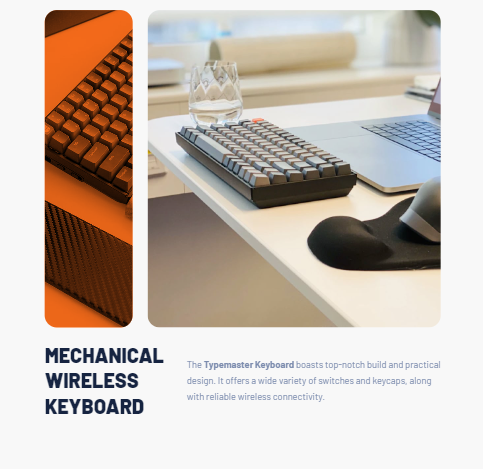 MECHANICAL
WIRELESS
KEYBOARD
The Typemaster Keyboard boasts top-notch build and practical
design. It offers a wide variety of switches and keycaps, along
with reliable wireless connectivity.